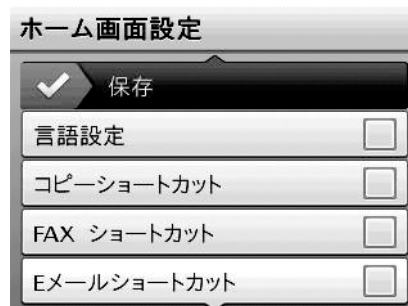 ホーム画面設定
保存
言語設定
コピーショートカット
FAX ショートカット
Eメールショートカット